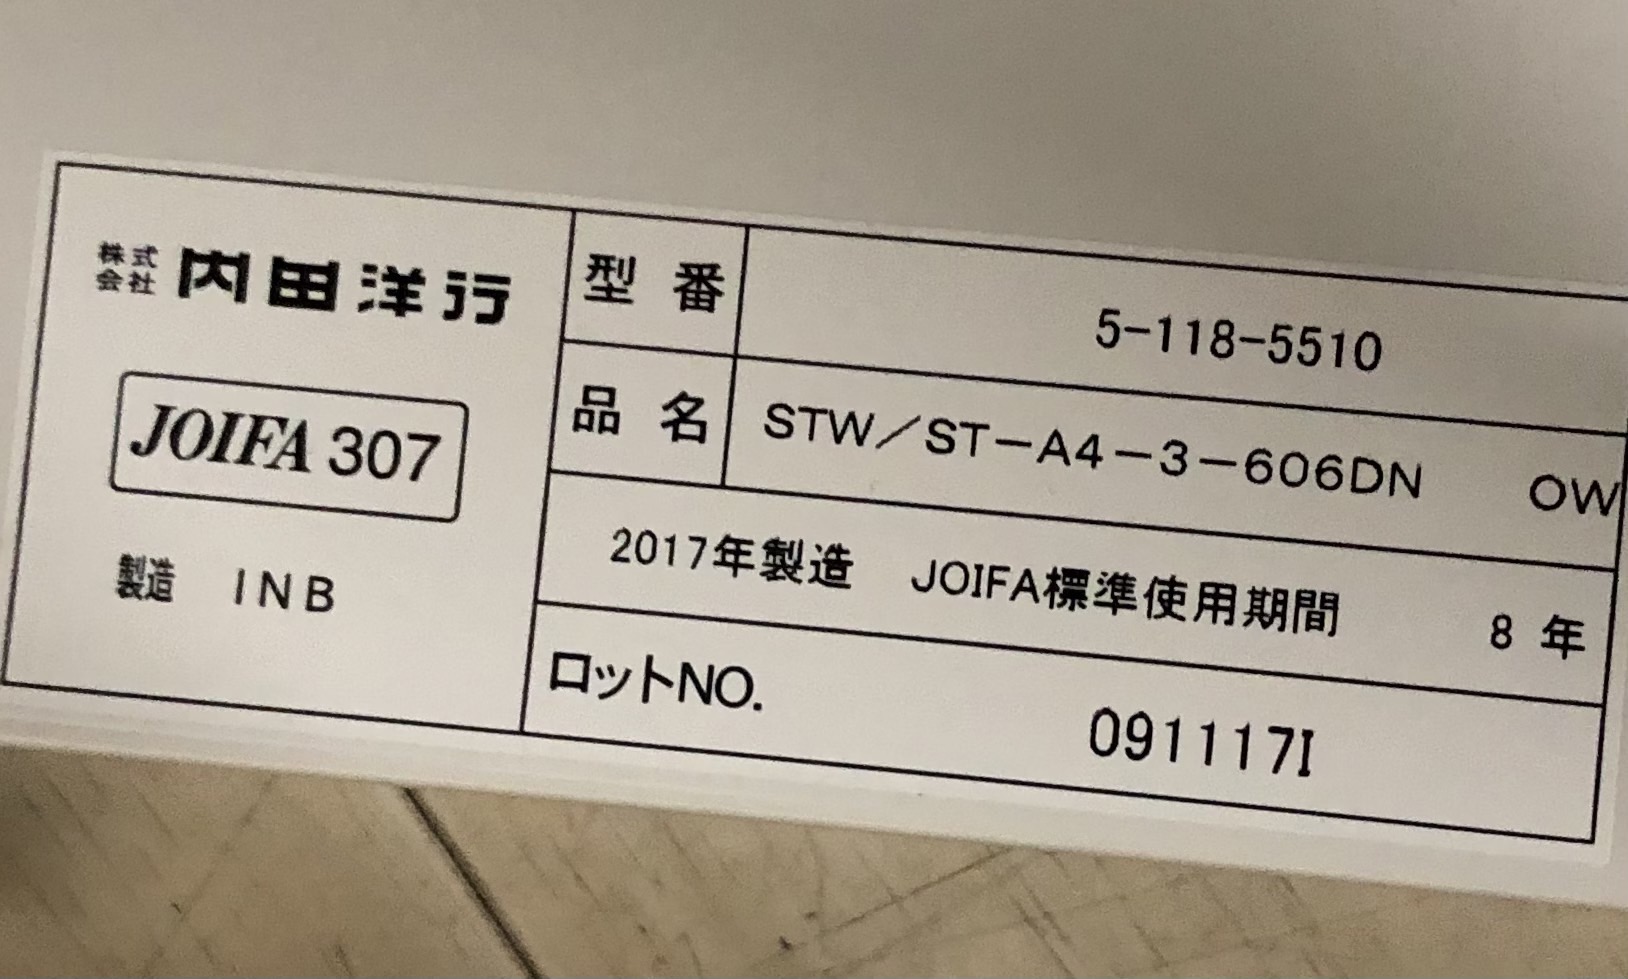 株式会社 内田洋行
JOIFA 307
製造 INB
型番 5-118-5510
品名 STW／ST－A4－3－606DN OW
2017年製造 JOIFA標準使用期間 8年
ロットNO. 091117I